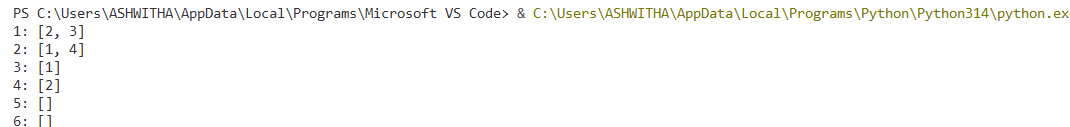 PS C:\Users\ASHWITHA\AppData\Local\Programs\Microsoft VS Code> & C:\Users\ASHWITHA\AppData\Local\Programs\Python\Python314\python.ex
1: [2, 3]
2: [1, 4]
3: [1]
4: [2]
5: []
6: []